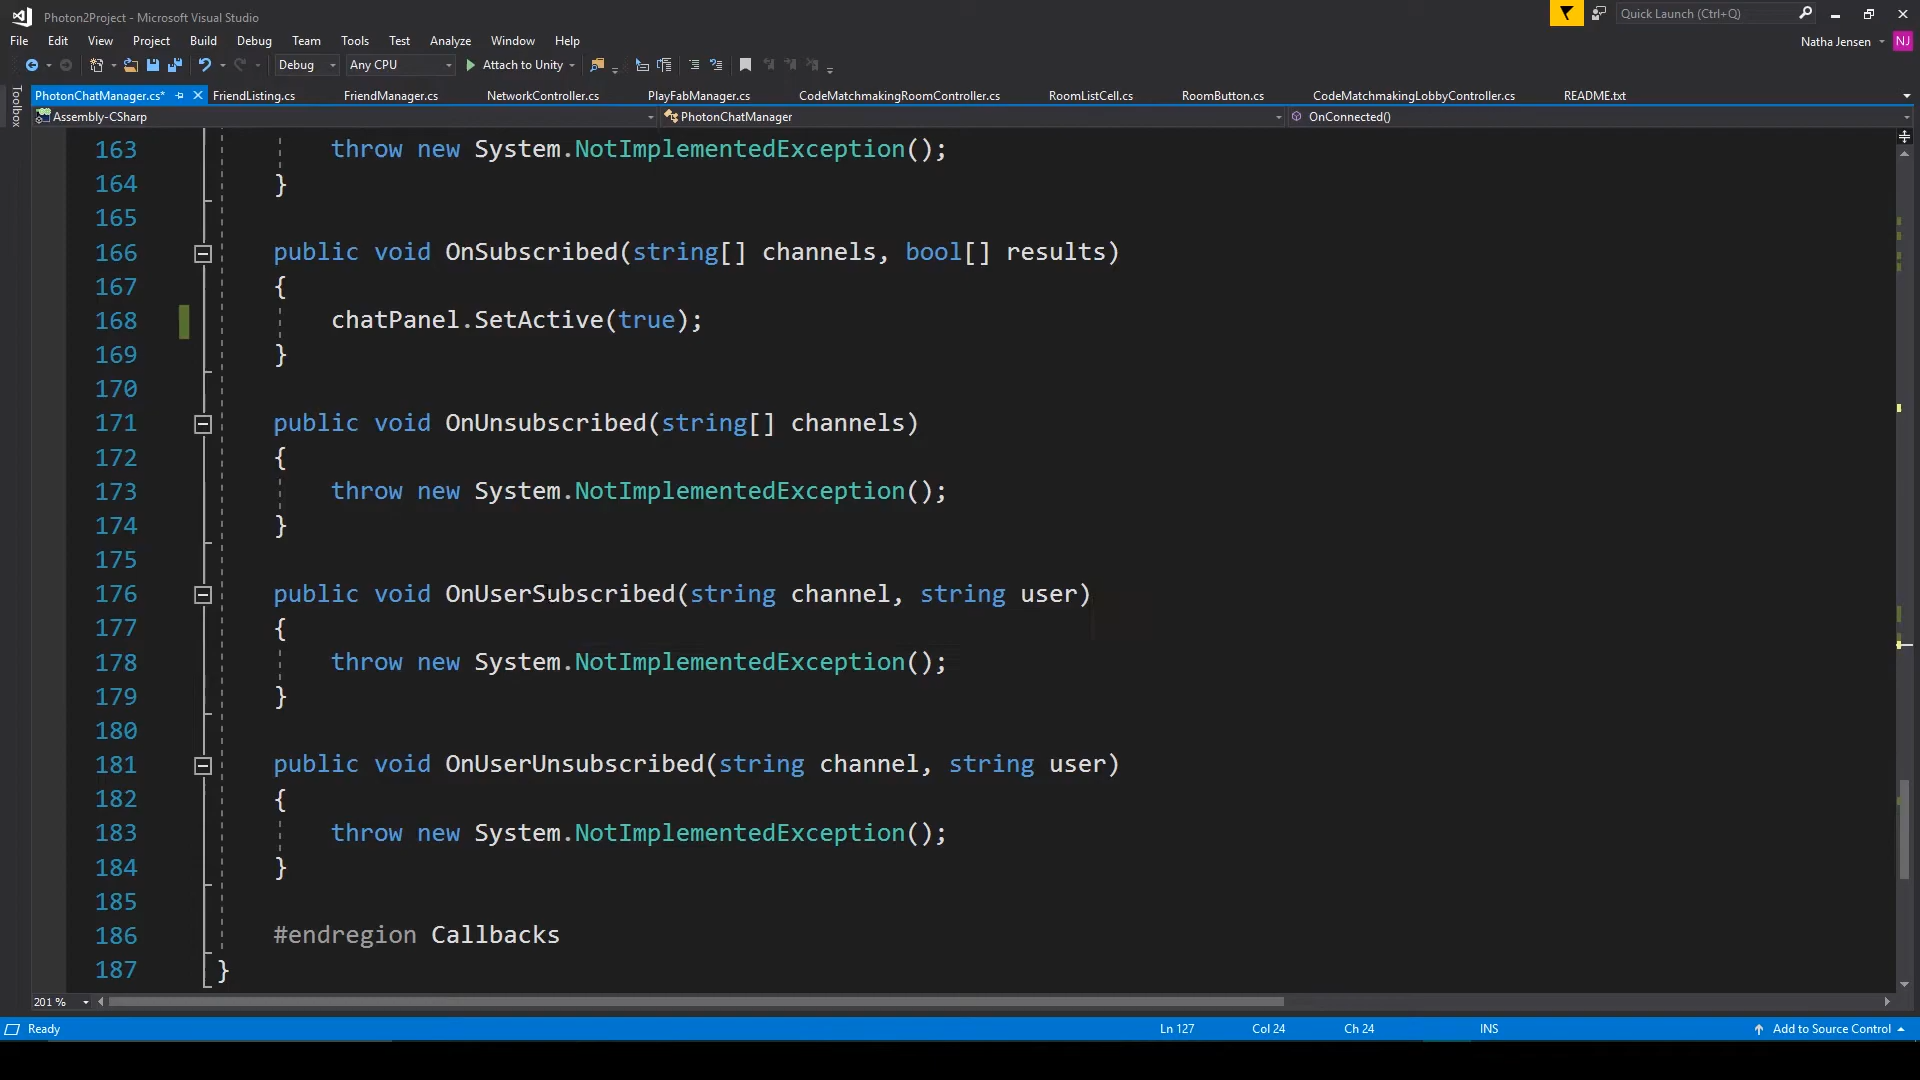 Photon2Project - Microsoft Visual Studio
Quick Launch (Ctrl+Q)
File Edit View Project Build Debug Team Tools Test Analyze Window Help
Natha Jensen NJ
Debug Any CPU Attach to Unity
Toolbox
PhotonChatManager.cs* FriendListing.cs FriendManager.cs NetworkController.cs PlayFabManager.cs CodeMatchmakingRoomController.cs RoomListCell.cs RoomButton.cs CodeMatchmakingLobbyController.cs README.txt
Assembly-CSharp PhotonChatManager OnConnected()
163 throw new System.NotImplementedException();
164 }
165
166 public void OnSubscribed(string[] channels, bool[] results)
167 {
168 chatPanel.SetActive(true);
169 }
170
171 public void OnUnsubscribed(string[] channels)
172 {
173 throw new System.NotImplementedException();
174 }
175
176 public void OnUserSubscribed(string channel, string user)
177 {
178 throw new System.NotImplementedException();
179 }
180
181 public void OnUserUnsubscribed(string channel, string user)
182 {
183 throw new System.NotImplementedException();
184 }
185
186 #endregion Callbacks
187 }
201 %
Ready Ln 127 Col 24 Ch 24 INS Add to Source Control